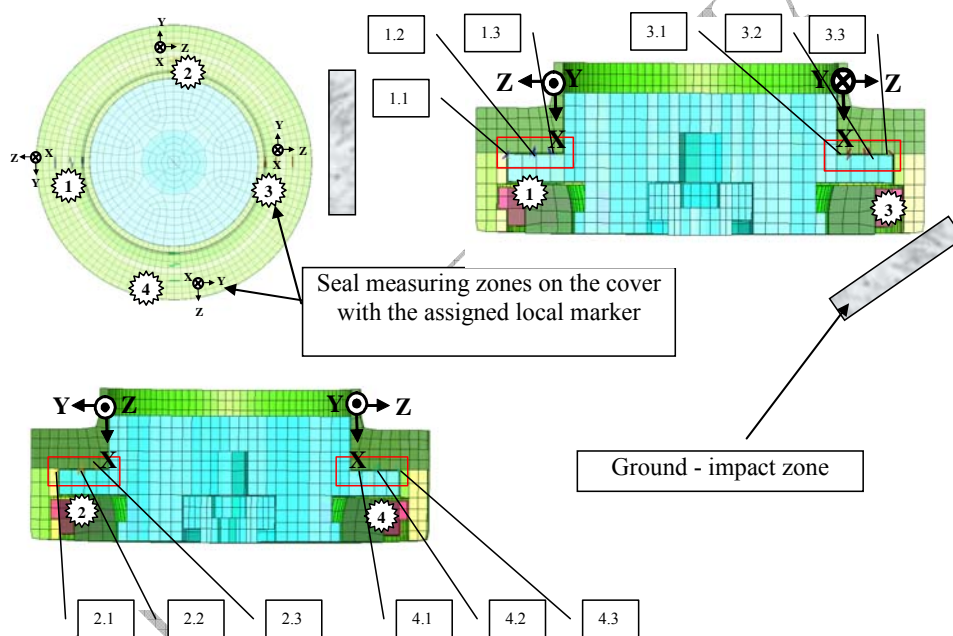 1.2
1.3
3.1
3.2
3.3
1.1
Y
Z
X
2
Z
X
Y
1
Y
Z
X
3
4
X
Y
Z
Z
Y
X
1
Y
Z
X
3
Seal measuring zones on the cover
with the assigned local marker
Ground - impact zone
Y
Z
X
2
Y
Z
X
4
2.1
2.2
2.3
4.1
4.2
4.3